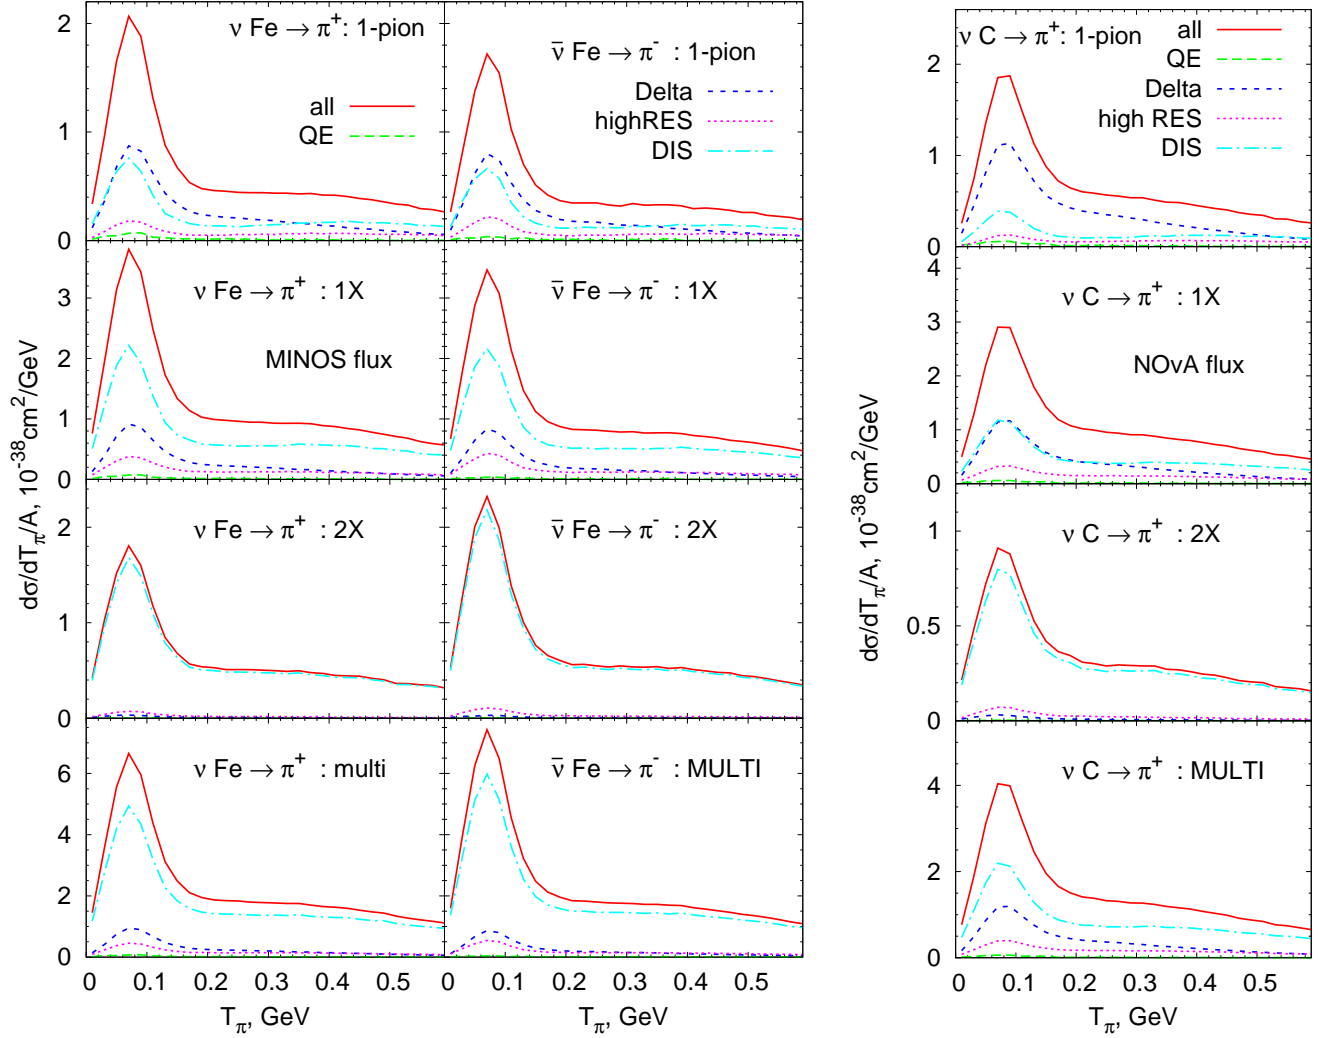 ν Fe → π⁺: 1-pion
all
QE
2
1
0
ν̄ Fe → π⁻ : 1-pion
Delta
highRES
DIS
ν C → π⁺: 1-pion
all
QE
Delta
high RES
DIS
2
1
0
ν Fe → π⁺ : 1X
MINOS flux
3
2
1
0
ν̄ Fe → π⁻ : 1X
ν C → π⁺ : 1X
NOvA flux
4
3
2
1
0
dσ/dTπ/A, 10⁻³⁸cm²/GeV
dσ/dTπ/A, 10⁻³⁸cm²/GeV
ν Fe → π⁺ : 2X
2
1
0
ν̄ Fe → π⁻ : 2X
ν C → π⁺ : 2X
1
0.5
0
ν Fe → π⁺ : multi
6
4
2
0
ν̄ Fe → π⁻ : MULTI
ν C → π⁺ : MULTI
4
2
0
0 0.1 0.2 0.3 0.4 0.5
0 0.1 0.2 0.3 0.4 0.5
0 0.1 0.2 0.3 0.4 0.5
Tπ, GeV
Tπ, GeV
Tπ, GeV